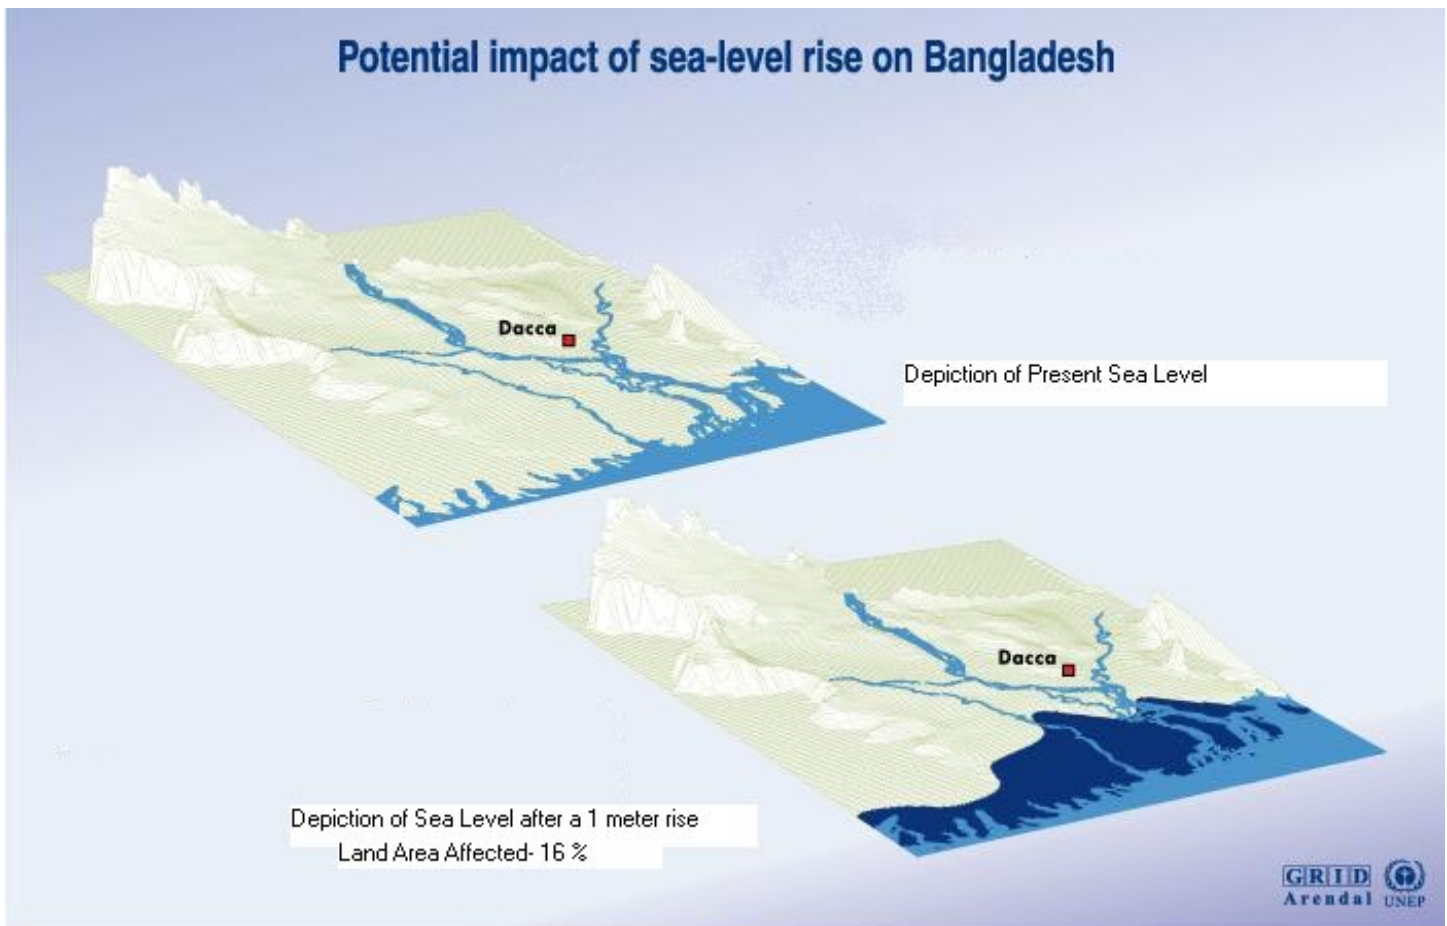 Potential impact of sea-level rise on Bangladesh
Dacca
Depiction of Present Sea Level
Dacca
Depiction of Sea Level after a 1 meter rise
Land Area Affected- 16 %
GRID
Arendal
UNEP